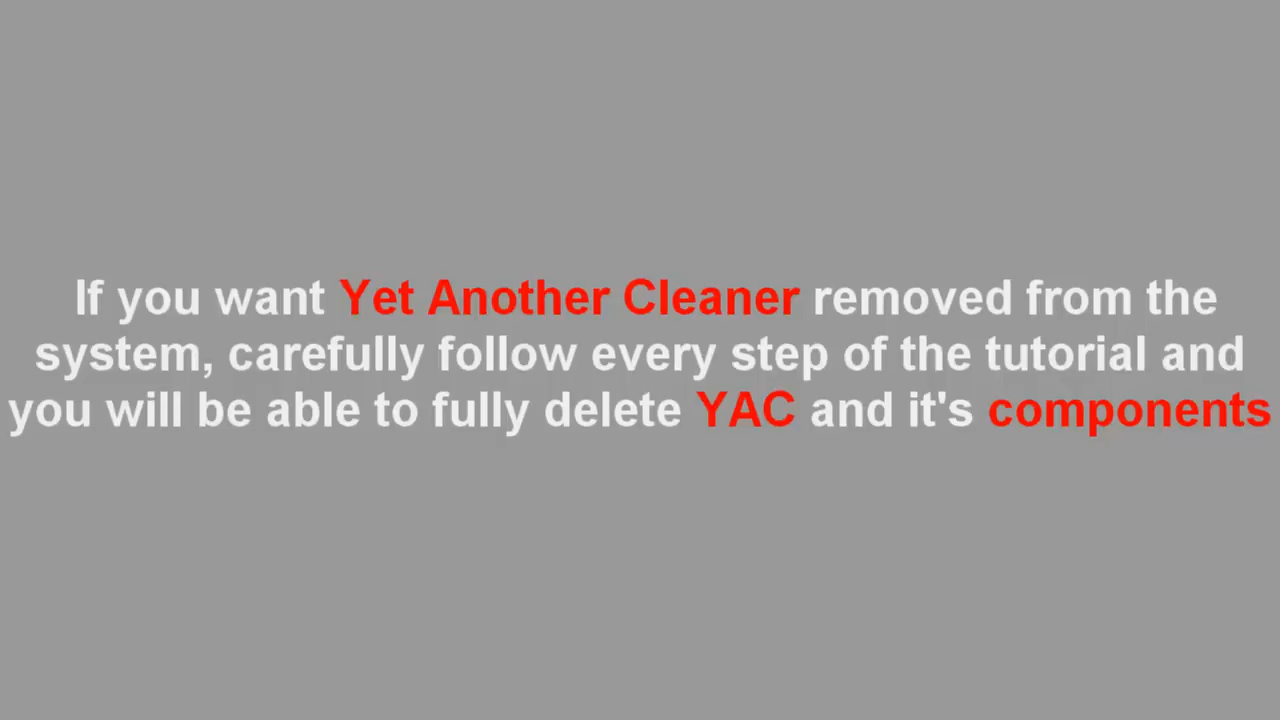 If you want Yet Another Cleaner removed from the
system, carefully follow every step of the tutorial and
you will be able to fully delete YAC and it's components